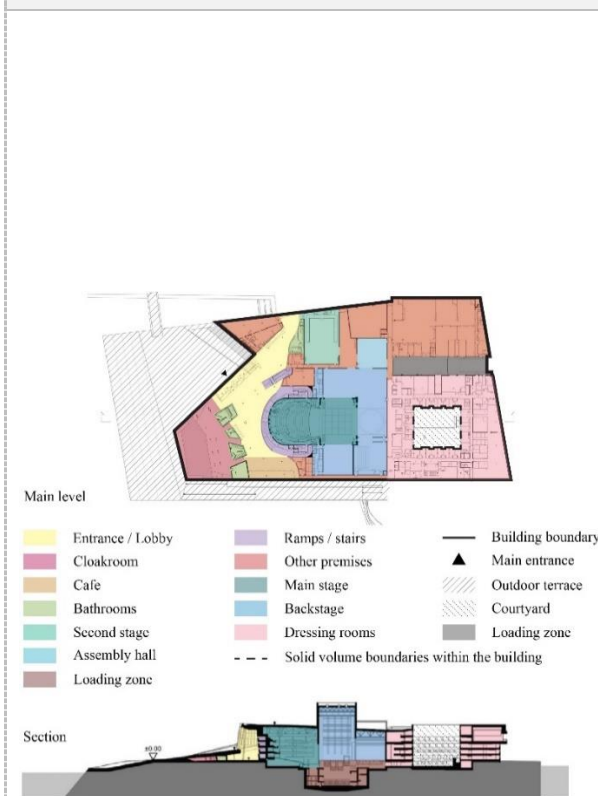 Main level
Entrance / Lobby
Cloakroom
Cafe
Bathrooms
Second stage
Assembly hall
Loading zone
Ramps / stairs
Other premises
Main stage
Backstage
Dressing rooms
Solid volume boundaries within the building
Building boundary
Main entrance
Outdoor terrace
Courtyard
Loading zone
Section
±0.00